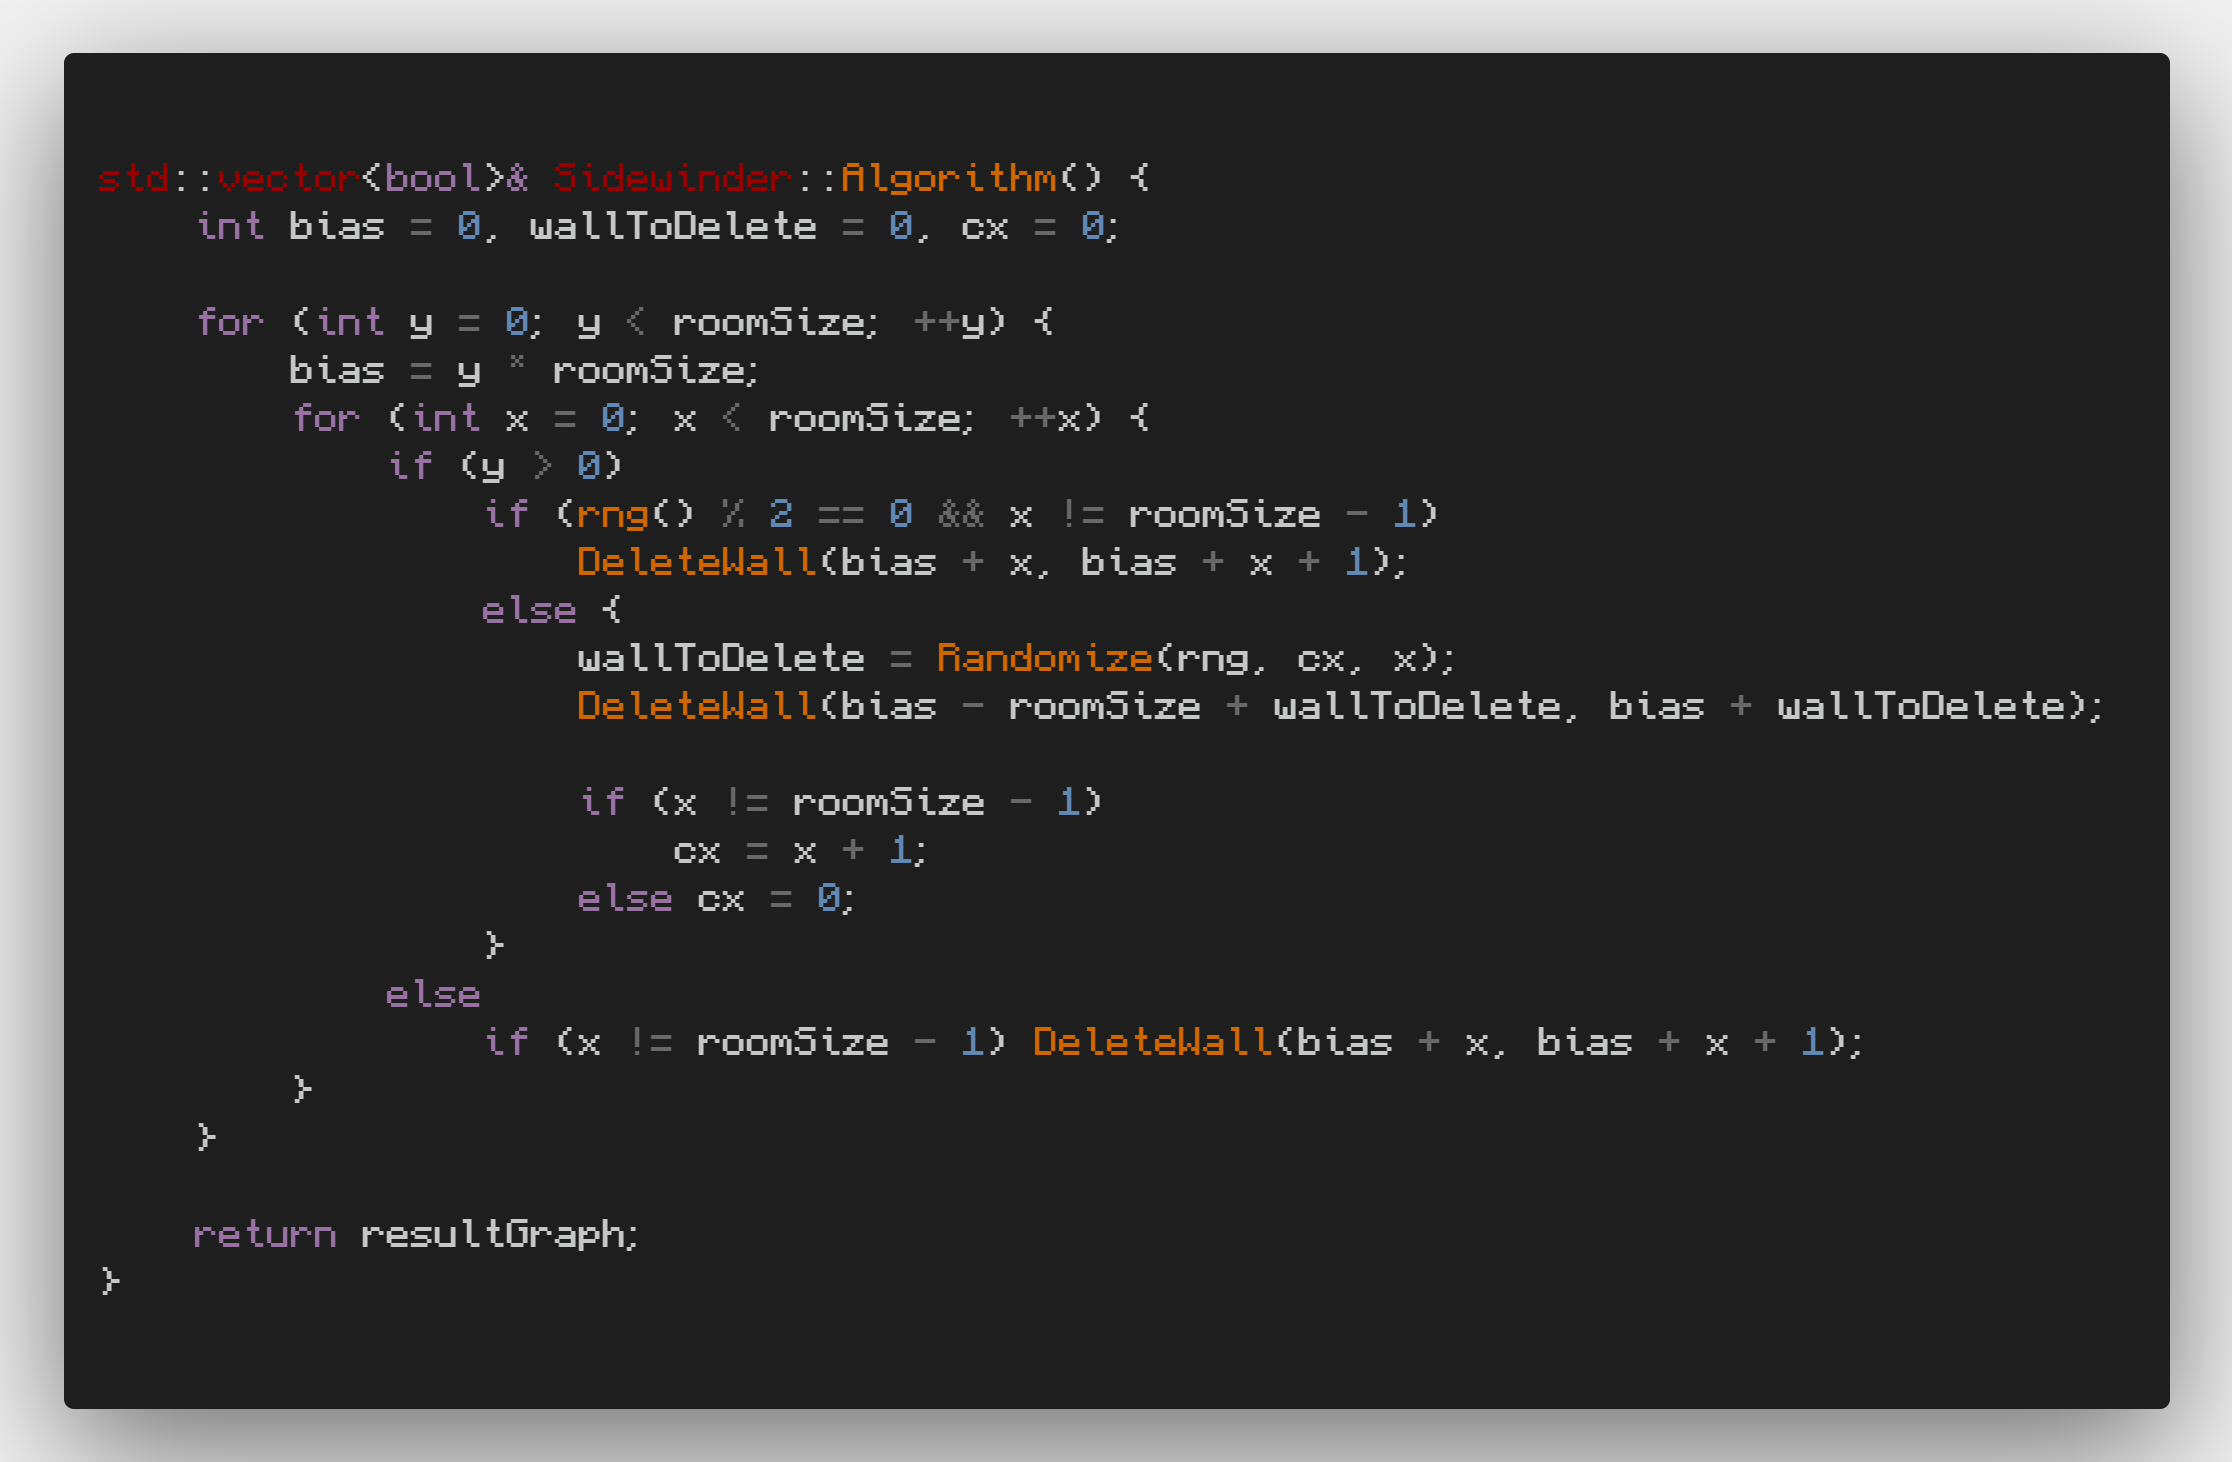 std::vector<bool>& Sidewinder::Algorithm() {
    int bias = 0, wallToDelete = 0, cx = 0;

    for (int y = 0; y < roomSize; ++y) {
        bias = y * roomSize;
        for (int x = 0; x < roomSize; ++x) {
            if (y > 0)
                if (rng() % 2 == 0 && x != roomSize - 1)
                    DeleteWall(bias + x, bias + x + 1);
                else {
                    wallToDelete = Randomize(rng, cx, x);
                    DeleteWall(bias - roomSize + wallToDelete, bias + wallToDelete);

                    if (x != roomSize - 1)
                        cx = x + 1;
                    else cx = 0;
                }
            else
                if (x != roomSize - 1) DeleteWall(bias + x, bias + x + 1);
        }
    }

    return resultGraph;
}